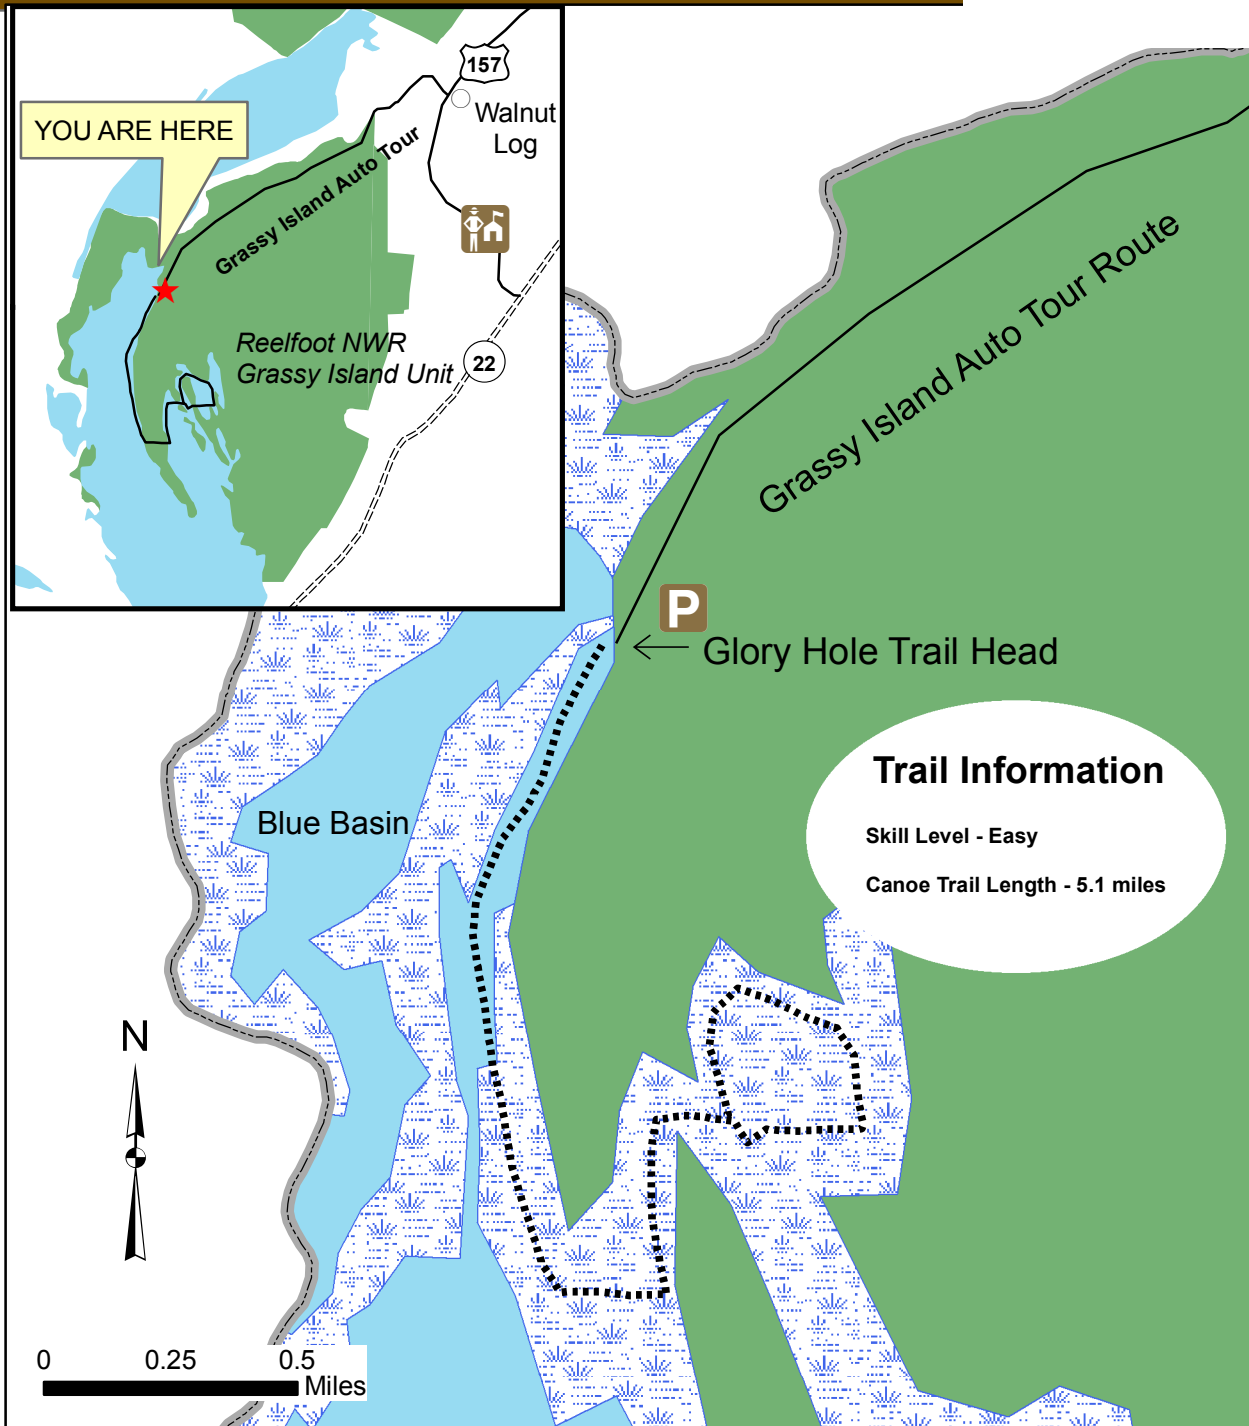 157
Walnut
Log
YOU ARE HERE
Grassy Island Auto Tour
Reelfoot NWR
Grassy Island Unit
22
Grassy Island Auto Tour Route
P
Glory Hole Trail Head
Trail Information
Skill Level - Easy
Canoe Trail Length - 5.1 miles
Blue Basin
N
0 0.25 0.5
Miles